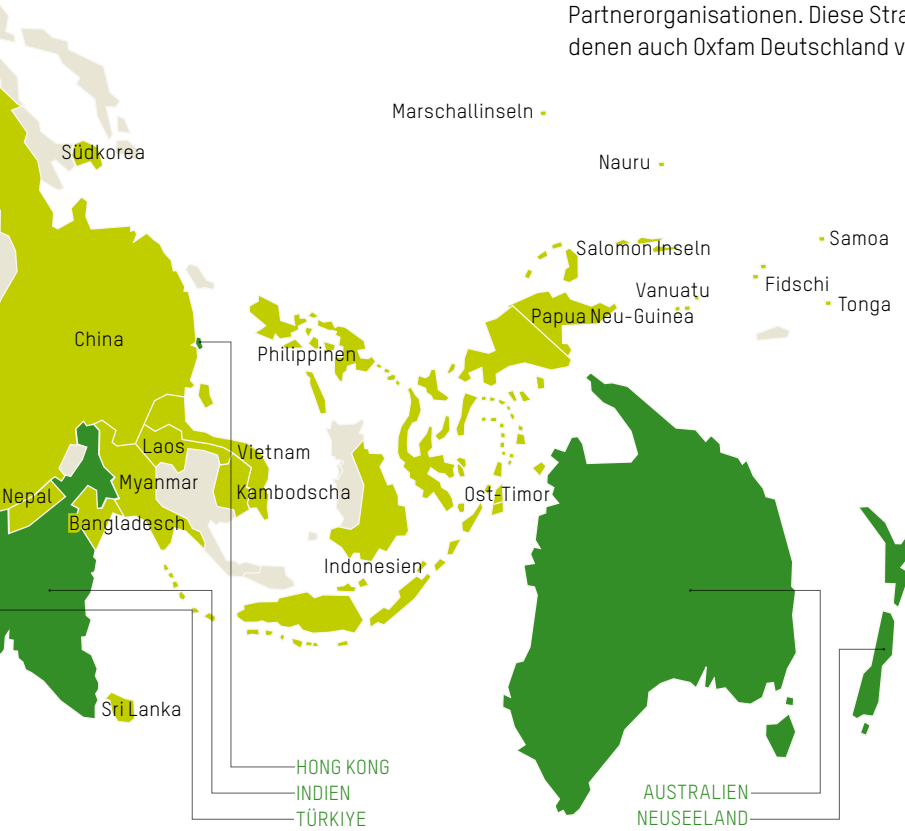 Partnerorganisationen. Diese Stra
denen auch Oxfam Deutschland v
Marschallinseln
Südkorea
Nauru
Samoa
Salomon Inseln
Fidschi
Vanuatu
Tonga
Papua Neu-Guinea
China
Philippinen
Laos
Vietnam
Myanmar
Kambodscha
Nepal
Ost-Timor
Bangladesch
Indonesien
Sri Lanka
HONG KONG
INDIEN
TÜRKIYE
AUSTRALIEN
NEUSEELAND